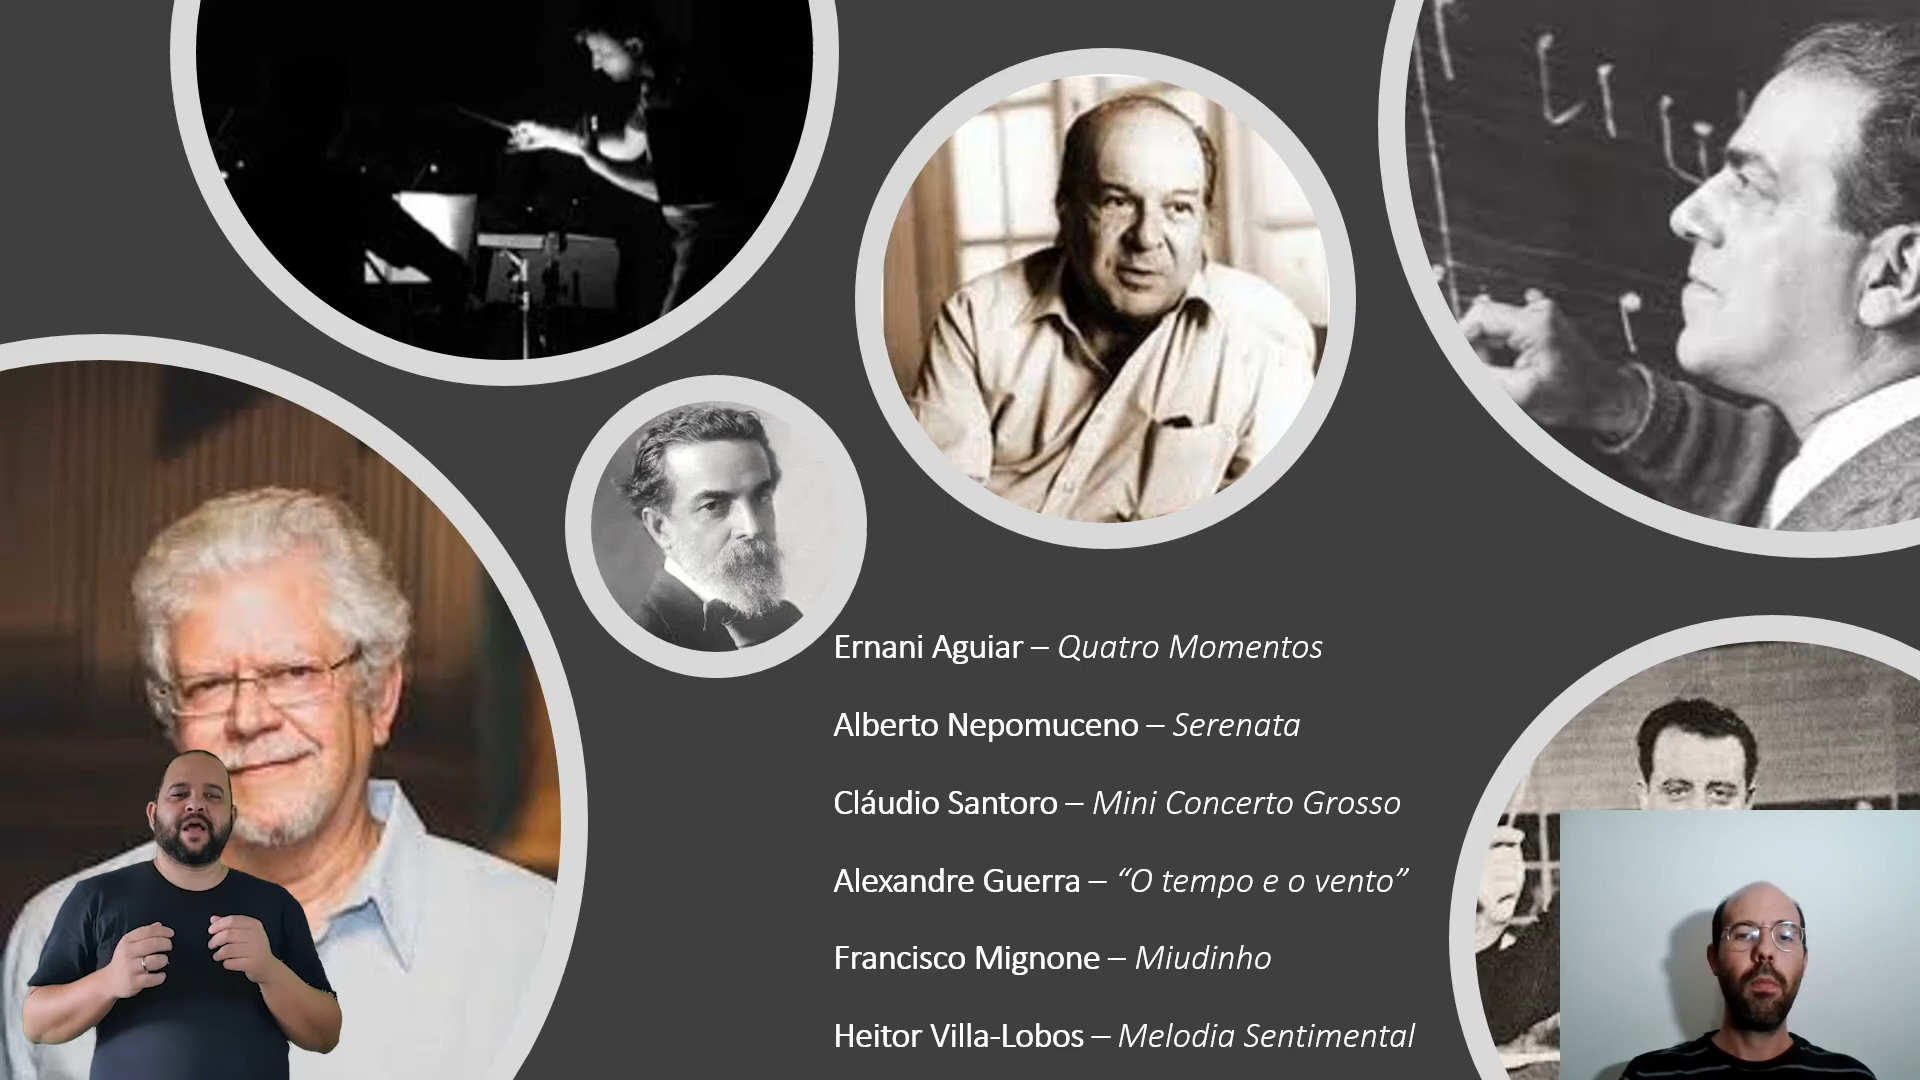 Ernani Aguiar – Quatro Momentos
Alberto Nepomuceno – Serenata
Cláudio Santoro – Mini Concerto Grosso
Alexandre Guerra – “O tempo e o vento”
Francisco Mignone – Miudinho
Heitor Villa-Lobos – Melodia Sentimental